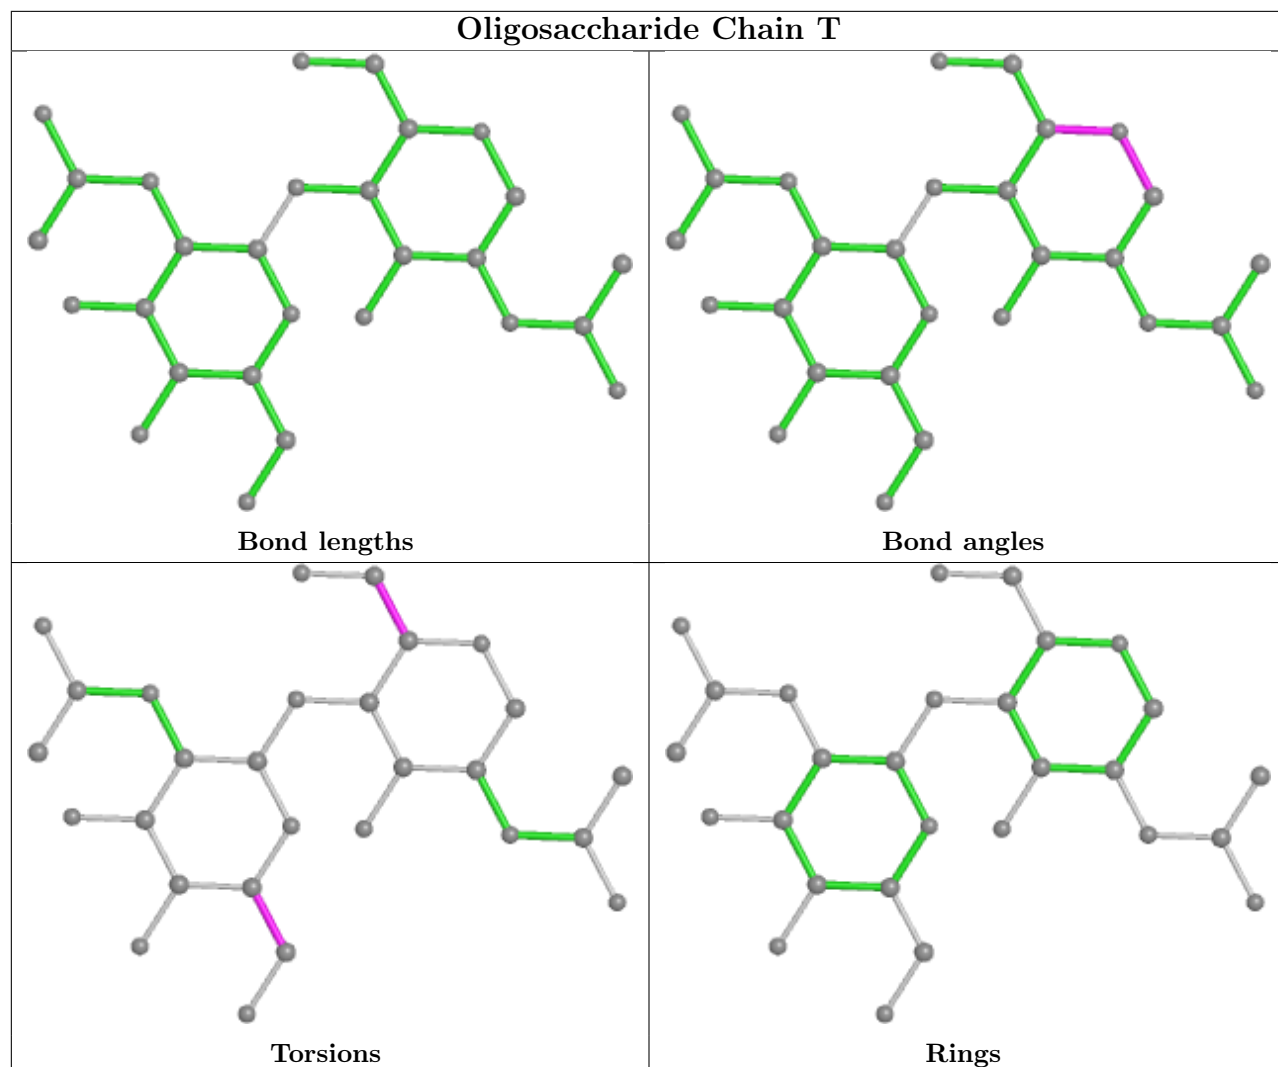 Oligosaccharide Chain T
Bond lengths
Bond angles
Torsions
Rings